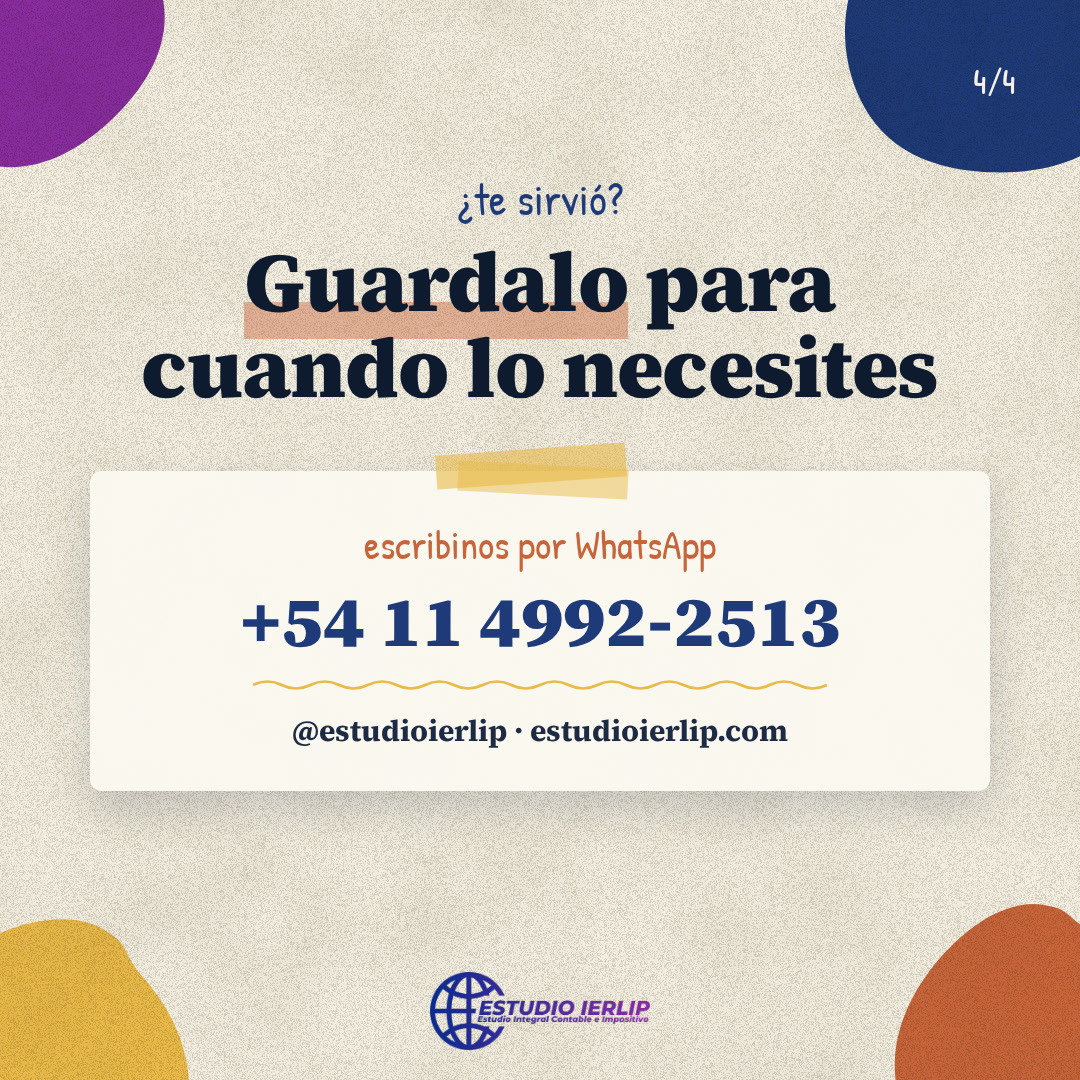 4/4
¿te sirvió?
Guardalo para
cuando lo necesites
escribinos por WhatsApp
+54 11 4992-2513
@estudioierlip · estudioierlip.com
ESTUDIO IERLIP
Estudio Integral Contable e Impositivo